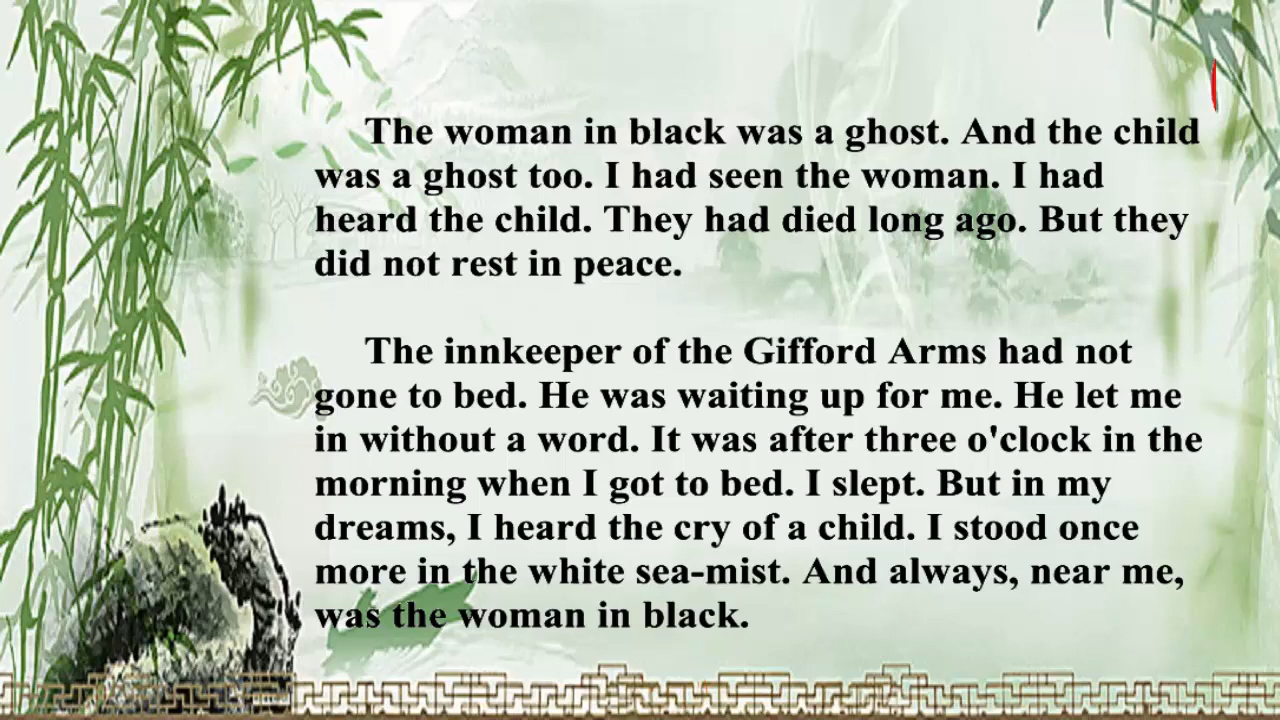 The woman in black was a ghost. And the child
was a ghost too. I had seen the woman. I had
heard the child. They had died long ago. But they
did not rest in peace.
The innkeeper of the Gifford Arms had not
gone to bed. He was waiting up for me. He let me
in without a word. It was after three o'clock in the
morning when I got to bed. I slept. But in my
dreams, I heard the cry of a child. I stood once
more in the white sea-mist. And always, near me,
was the woman in black.